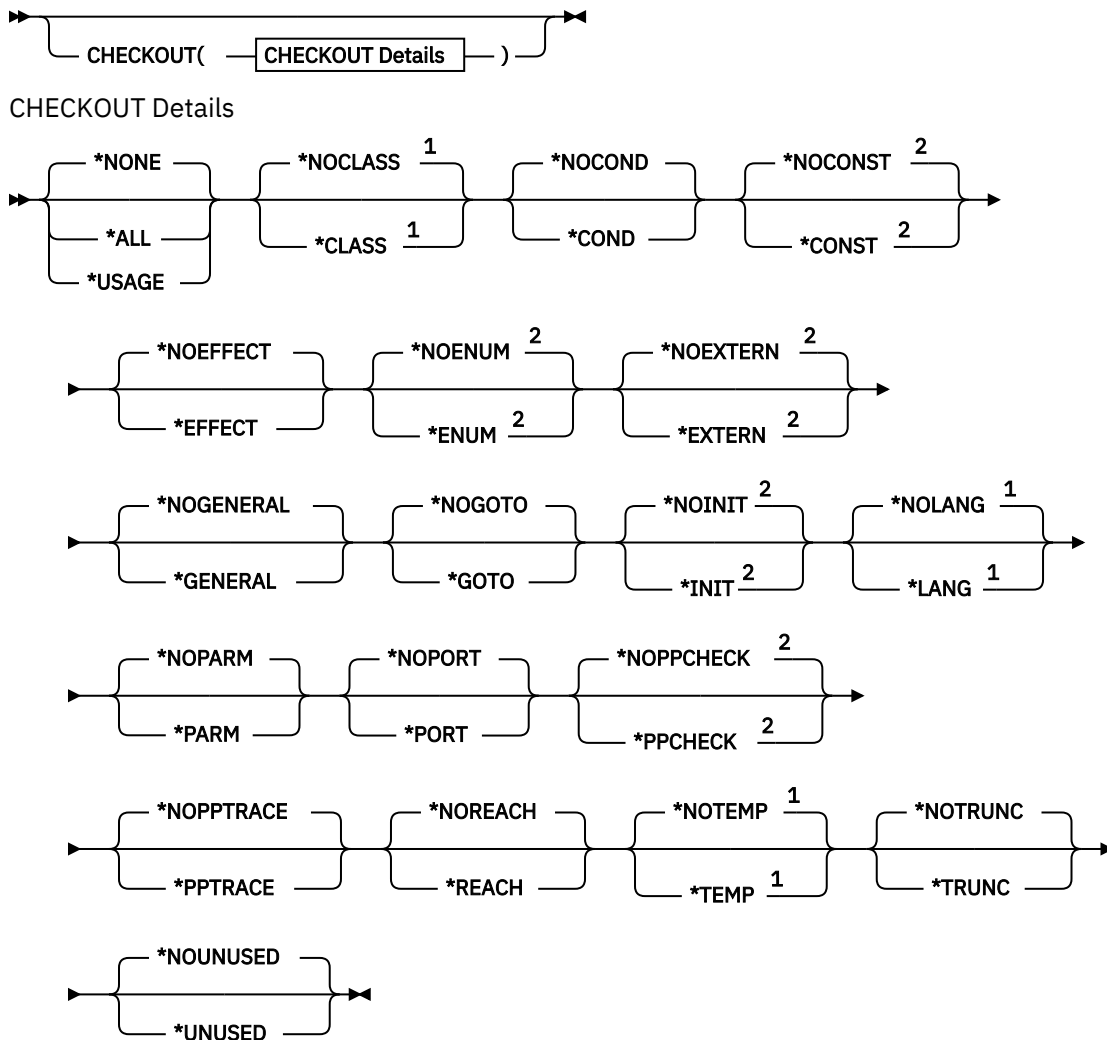 CHECKOUT( CHECKOUT Details )
CHECKOUT Details
*NONE *NOCLASS 1 *NOCOND *NOCONST 2
*ALL *CLASS 1 *COND *CONST 2
*USAGE
*NOEFFECT *NOENUM 2 *NOEXTERN 2
*EFFECT *ENUM 2 *EXTERN 2
*NOGENERAL *NOGOTO *NOINIT 2 *NOLANG 1
*GENERAL *GOTO *INIT 2 *LANG 1
*NOPARM *NOPORT *NOPPCHECK 2
*PARM *PORT *PPCHECK 2
*NOPPTRACE *NOREACH *NOTEMP 1 *NOTRUNC
*PPTRACE *REACH *TEMP 1 *TRUNC
*NOUNUSED
*UNUSED